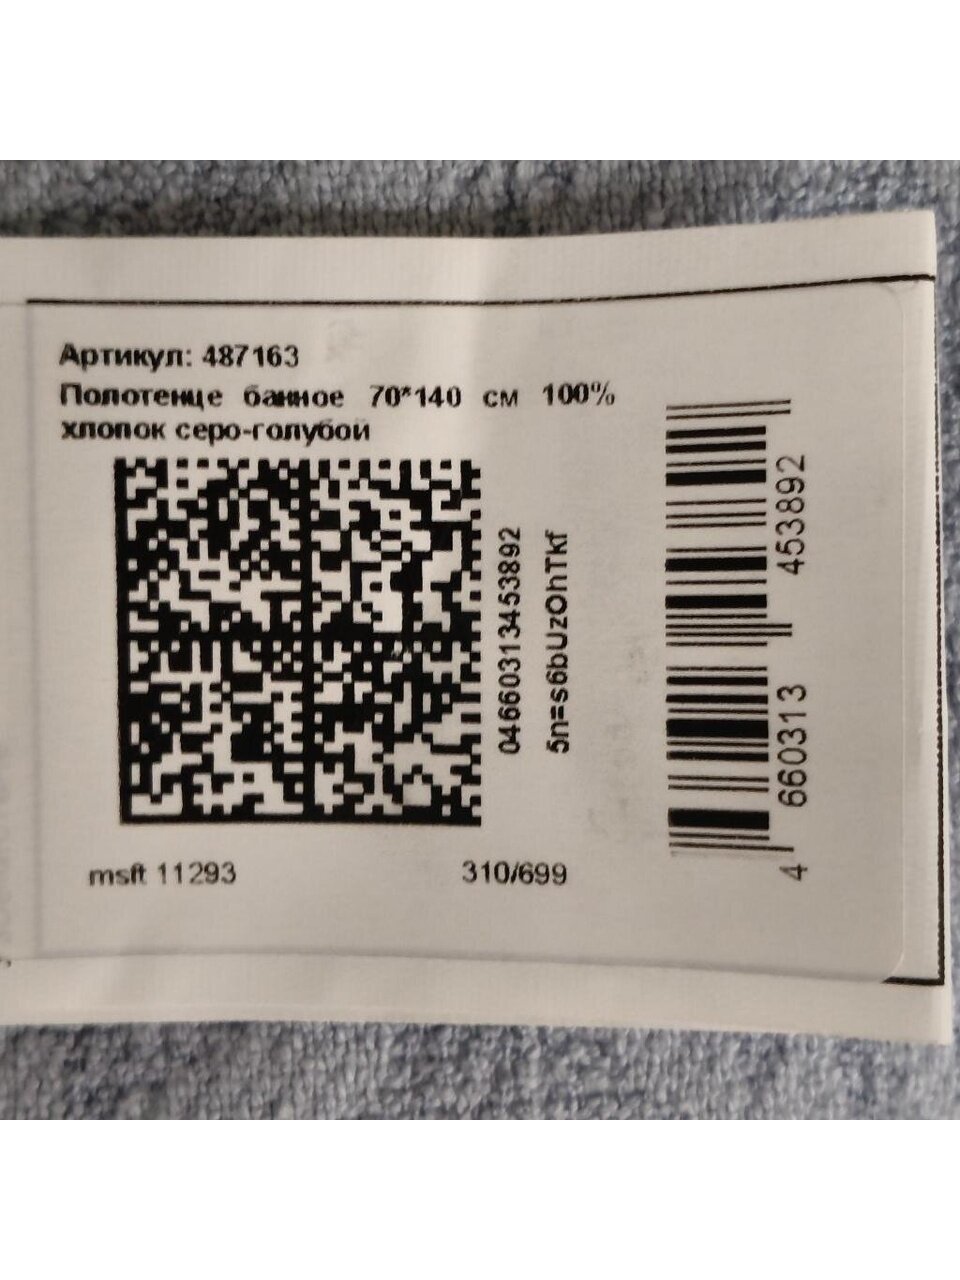 Артикул: 487163
Полотенце банное 70*140 см 100%
хлопок серо-голубой
04660313453892
5n=s6bUzOhTkf
4 660313 453892
msft 11293
310/699